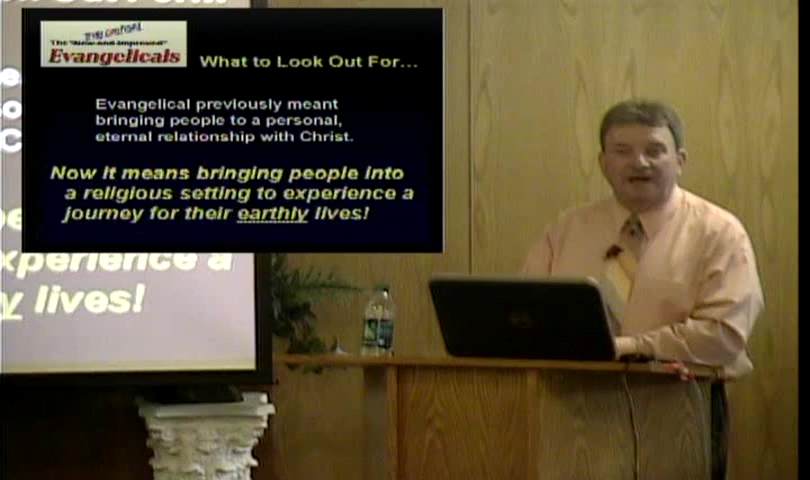 The "New and Improved"
Evangelicals
What to Look Out For...
Evangelical previously meant
bringing people to a personal,
eternal relationship with Christ.
Now it means bringing people into
a religious setting to experience a
journey for their earthly lives!
xperience a
lives!